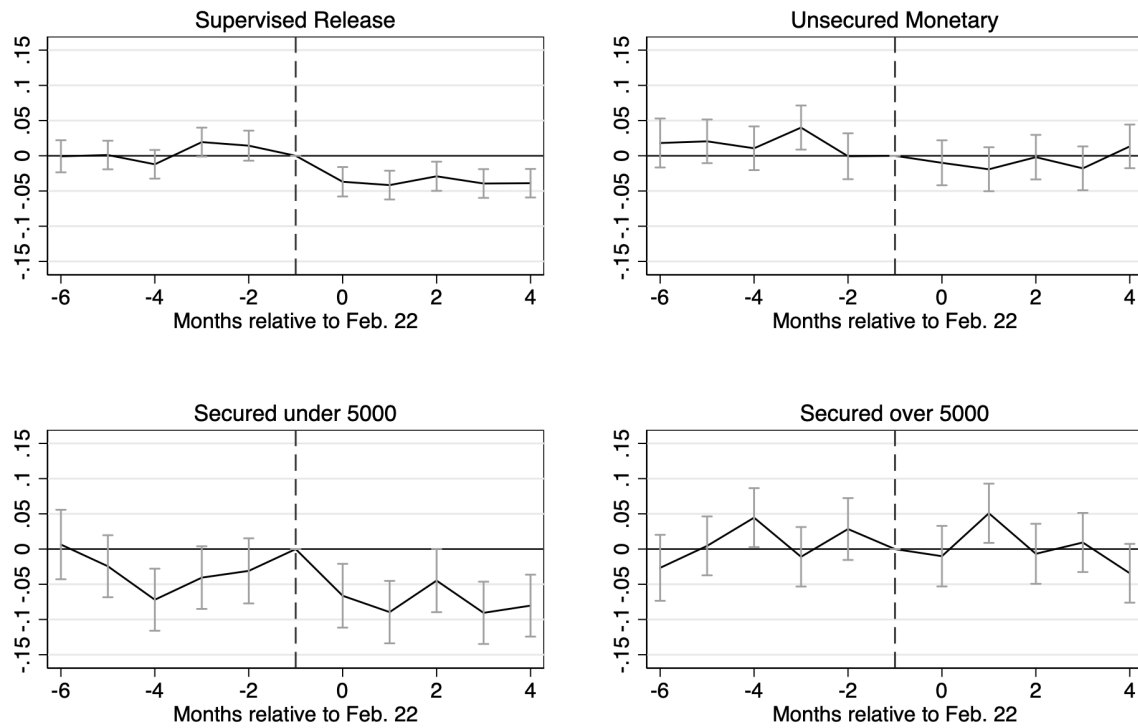 Supervised Release
.15
.1
.05
0
-.05
-.1
-.15
-6 -4 -2 0 2 4
Months relative to Feb. 22
Unsecured Monetary
.15
.1
.05
0
-.05
-.1
-.15
-6 -4 -2 0 2 4
Months relative to Feb. 22
Secured under 5000
.15
.1
.05
0
-.05
-.1
-.15
-6 -4 -2 0 2 4
Months relative to Feb. 22
Secured over 5000
.15
.1
.05
0
-.05
-.1
-.15
-6 -4 -2 0 2 4
Months relative to Feb. 22